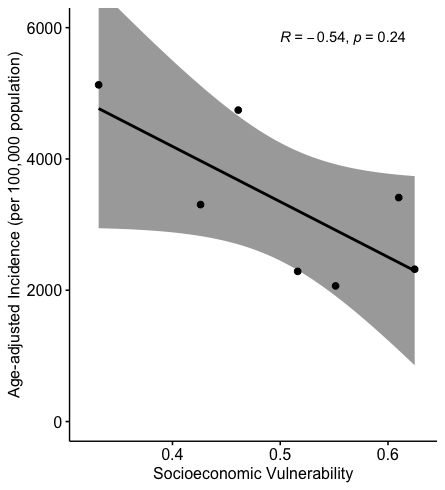 R = −0.54, p = 0.24
6000
4000
2000
0
Age-adjusted Incidence (per 100,000 population)
0.4 0.5 0.6
Socioeconomic Vulnerability